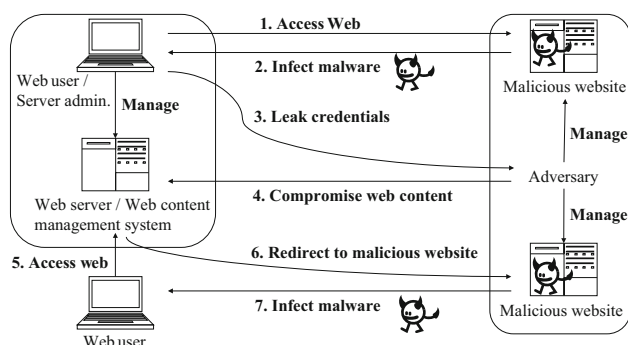 1. Access Web
2. Infect malware
Web user /
Server admin.
Manage
Malicious website
3. Leak credentials
Manage
Adversary
4. Compromise web content
Web server / Web content
management system
Manage
5. Access web
6. Redirect to malicious website
7. Infect malware
Malicious website
Web user